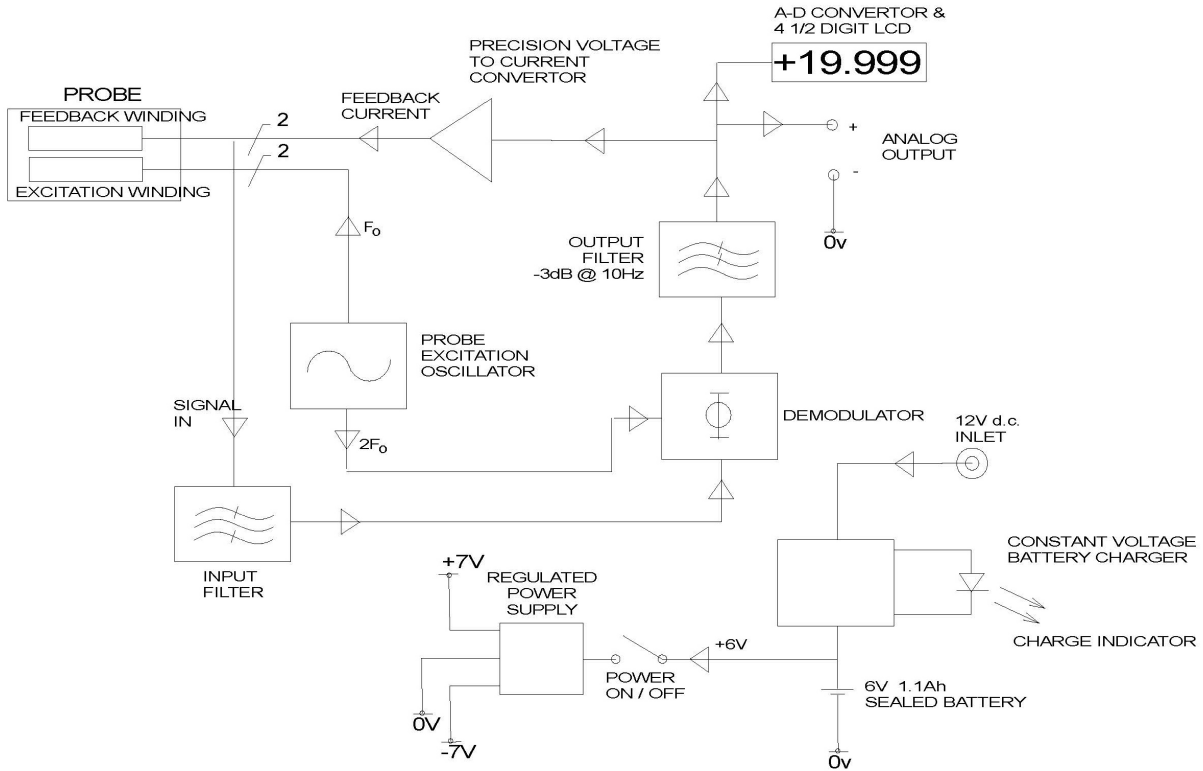 A-D CONVERTOR &
4 1/2 DIGIT LCD
+19.999
PRECISION VOLTAGE
TO CURRENT
CONVERTOR
PROBE
FEEDBACK WINDING
EXCITATION WINDING
2
2
FEEDBACK
CURRENT
+
-
ANALOG
OUTPUT
0v
Fo
OUTPUT
FILTER
-3dB @ 10Hz
PROBE
EXCITATION
OSCILLATOR
2Fo
SIGNAL
IN
DEMODULATOR
12V d.c.
INLET
INPUT
FILTER
CONSTANT VOLTAGE
BATTERY CHARGER
CHARGE INDICATOR
+7V
REGULATED
POWER
SUPPLY
0V
-7V
POWER
ON / OFF
+6V
6V 1.1Ah
SEALED BATTERY
0v